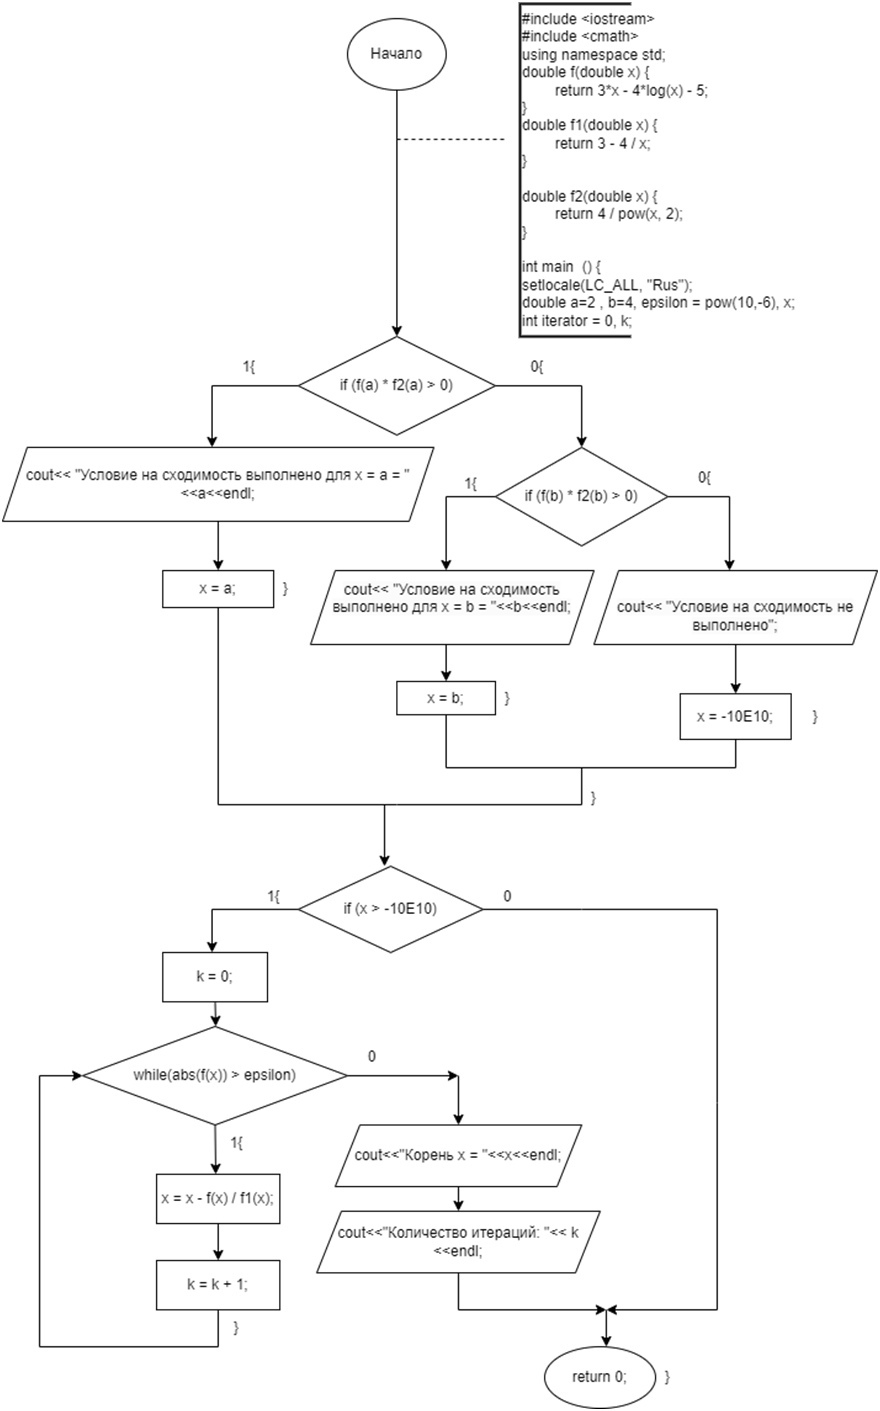 Начало
#include <iostream>
#include <cmath>
using namespace std;
double f(double x) {
return 3*x - 4*log(x) - 5;
}
double f1(double x) {
return 3 - 4 / x;
}
double f2(double x) {
return 4 / pow(x, 2);
}
int main  () {
setlocale(LC_ALL, "Rus");
double a=2 , b=4, epsilon = pow(10,-6), x;
int iterator = 0, k;
1{
if (f(a) * f2(a) > 0)
0{
cout<< "Условие на сходимость выполнено для x = a = "
<<a<<endl;
x = a;
}
1{
if (f(b) * f2(b) > 0)
0{
cout<< "Условие на сходимость
выполнено для x = b = "<<b<<endl;
x = b;
}
cout<< "Условие на сходимость не
выполнено";
x = -10E10;
}
}
1{
if (x > -10E10)
0
k = 0;
while(abs(f(x)) > epsilon)
0
1{
x = x - f(x) / f1(x);
k = k + 1;
}
cout<<"Корень x = "<<x<<endl;
cout<<"Количество итераций: "<< k
<<endl;
return 0;
}